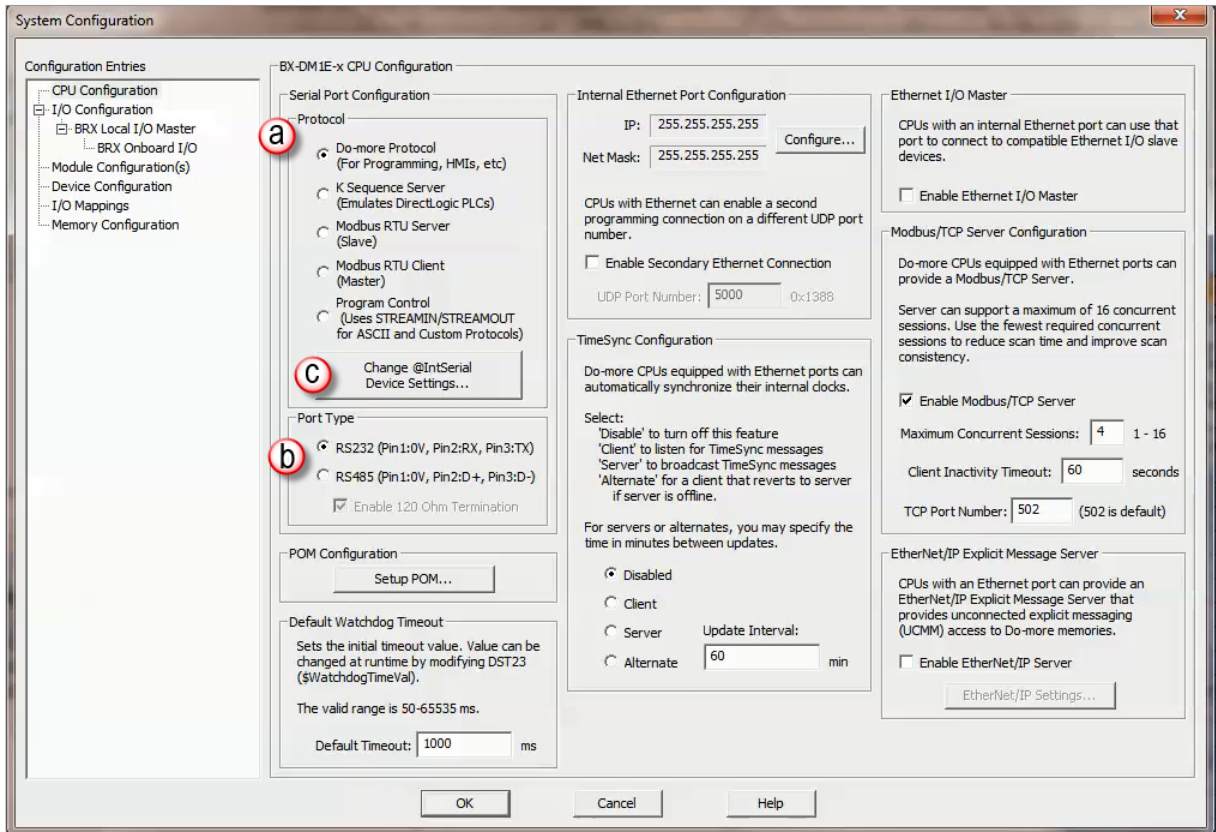 System Configuration
Configuration Entries
CPU Configuration
I/O Configuration
BRX Local I/O Master
BRX Onboard I/O
Module Configuration(s)
Device Configuration
I/O Mappings
Memory Configuration
BX-DM1E-x CPU Configuration
Serial Port Configuration
Protocol
a
Do-more Protocol
(For Programming, HMIs, etc)
K Sequence Server
(Emulates DirectLogic PLCs)
Modbus RTU Server
(Slave)
Modbus RTU Client
(Master)
Program Control
(Uses STREAMIN/STREAMOUT
for ASCII and Custom Protocols)
c
Change @IntSerial
Device Settings...
Port Type
b
RS232 (Pin1:0V, Pin2:RX, Pin3:TX)
RS485 (Pin1:0V, Pin2:D+, Pin3:D-)
Enable 120 Ohm Termination
POM Configuration
Setup POM...
Default Watchdog Timeout
Sets the initial timeout value. Value can be
changed at runtime by modifying DST23
($WatchdogTimeVal).
The valid range is 50-65535 ms.
Default Timeout: 1000 ms
Internal Ethernet Port Configuration
IP: 255.255.255.255
Configure...
Net Mask: 255.255.255.255
CPUs with Ethernet can enable a second
programming connection on a different UDP port
number.
Enable Secondary Ethernet Connection
UDP Port Number: 5000 0x1388
TimeSync Configuration
Do-more CPUs equipped with Ethernet ports can
automatically synchronize their internal clocks.
Select:
'Disable' to turn off this feature
'Client' to listen for TimeSync messages
'Server' to broadcast TimeSync messages
'Alternate' for a client that reverts to server
if server is offline.
For servers or alternates, you may specify the
time in minutes between updates.
Disabled
Client
Server
Update Interval:
Alternate
60 min
Ethernet I/O Master
CPUs with an internal Ethernet port can use that
port to connect to compatible Ethernet I/O slave
devices.
Enable Ethernet I/O Master
Modbus/TCP Server Configuration
Do-more CPUs equipped with Ethernet ports can
provide a Modbus/TCP Server.
Server can support a maximum of 16 concurrent
sessions. Use the fewest required concurrent
sessions to reduce scan time and improve scan
consistency.
Enable Modbus/TCP Server
Maximum Concurrent Sessions: 4 1 - 16
Client Inactivity Timeout: 60 seconds
TCP Port Number: 502 (502 is default)
EtherNet/IP Explicit Message Server
CPUs with an Ethernet port can provide an
EtherNet/IP Explicit Message Server that
provides unconnected explicit messaging
(UCMM) access to Do-more memories.
Enable EtherNet/IP Server
EtherNet/IP Settings...
OK
Cancel
Help